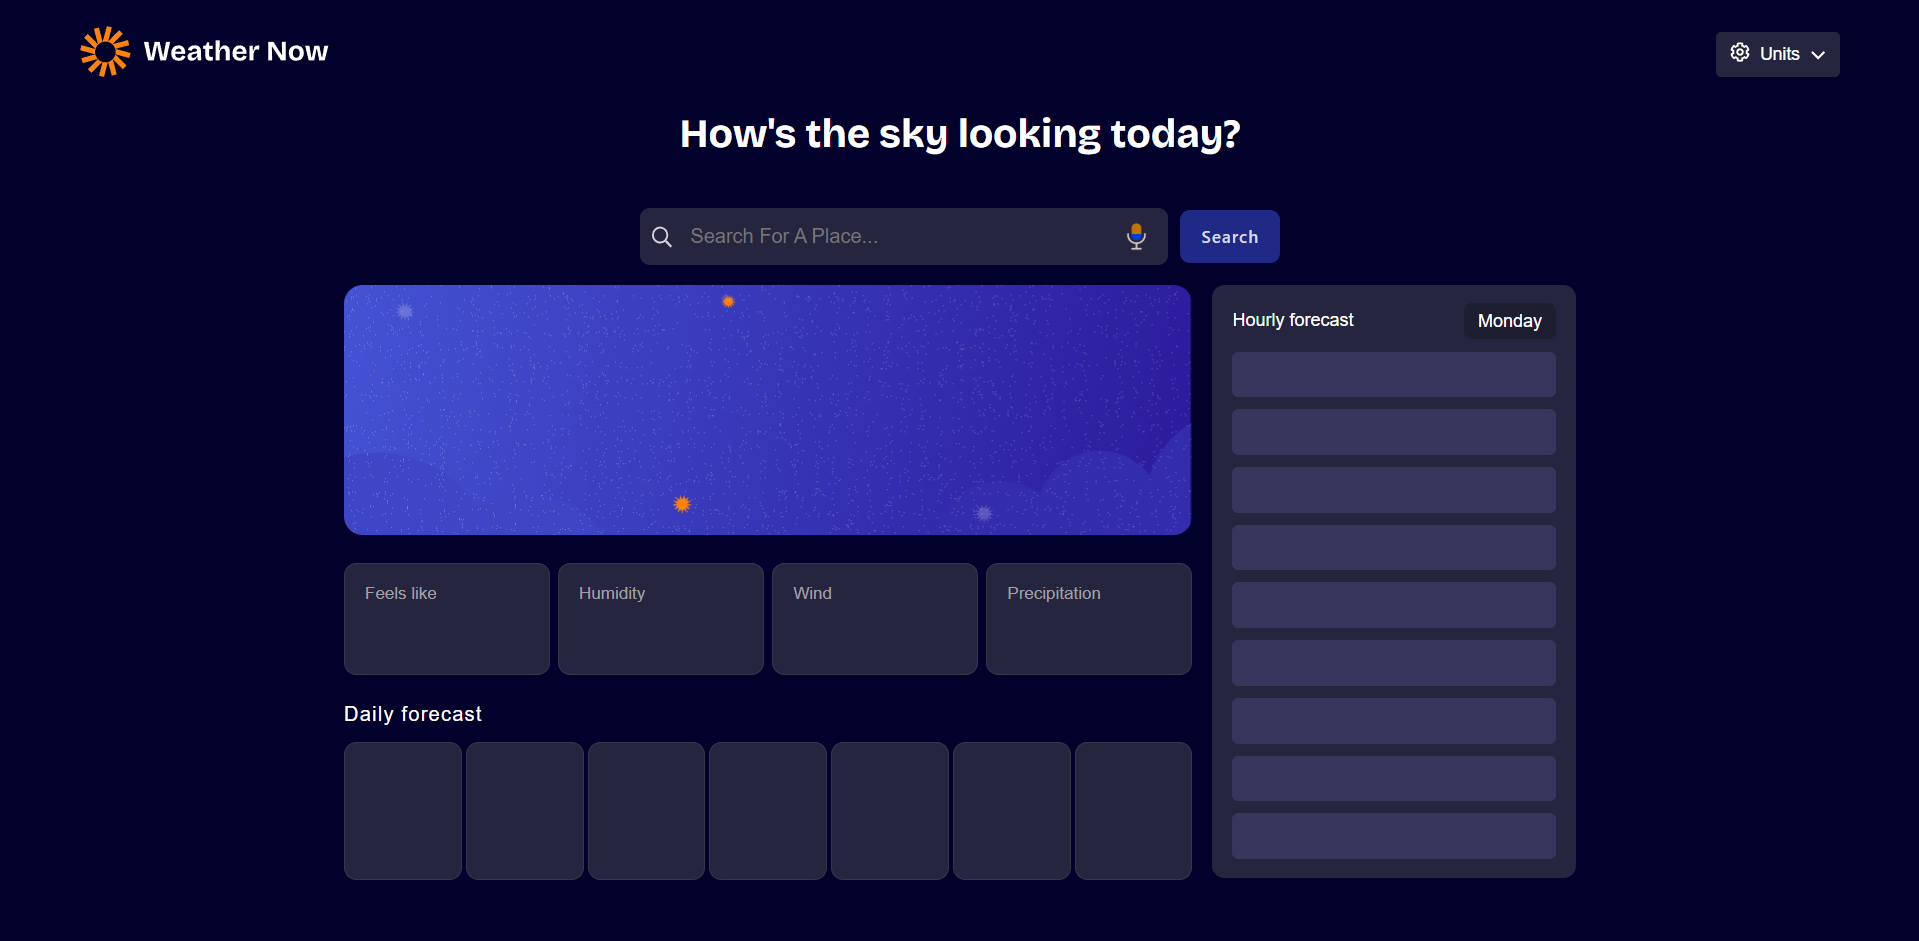 Weather Now
Units
How's the sky looking today?
Search For A Place...
Search
Hourly forecast
Monday
Feels like
Humidity
Wind
Precipitation
Daily forecast